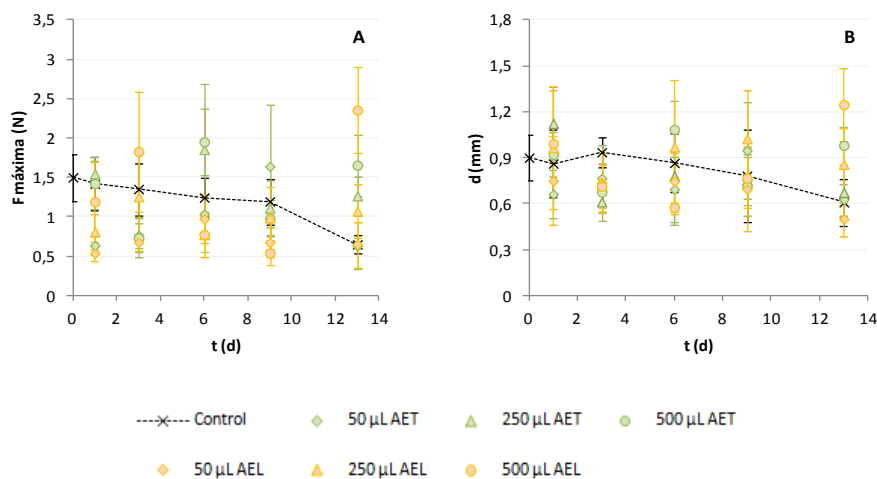 A
F máxima (N)
3,5
3
2,5
2
1,5
1
0,5
0
0 2 4 6 8 10 12 14
t (d)
B
d (mm)
1,8
1,5
1,2
0,9
0,6
0,3
0
0 2 4 6 8 10 12 14
t (d)
Control 50 µL AET 250 µL AET 500 µL AET
50 µL AEL 250 µL AEL 500 µL AEL